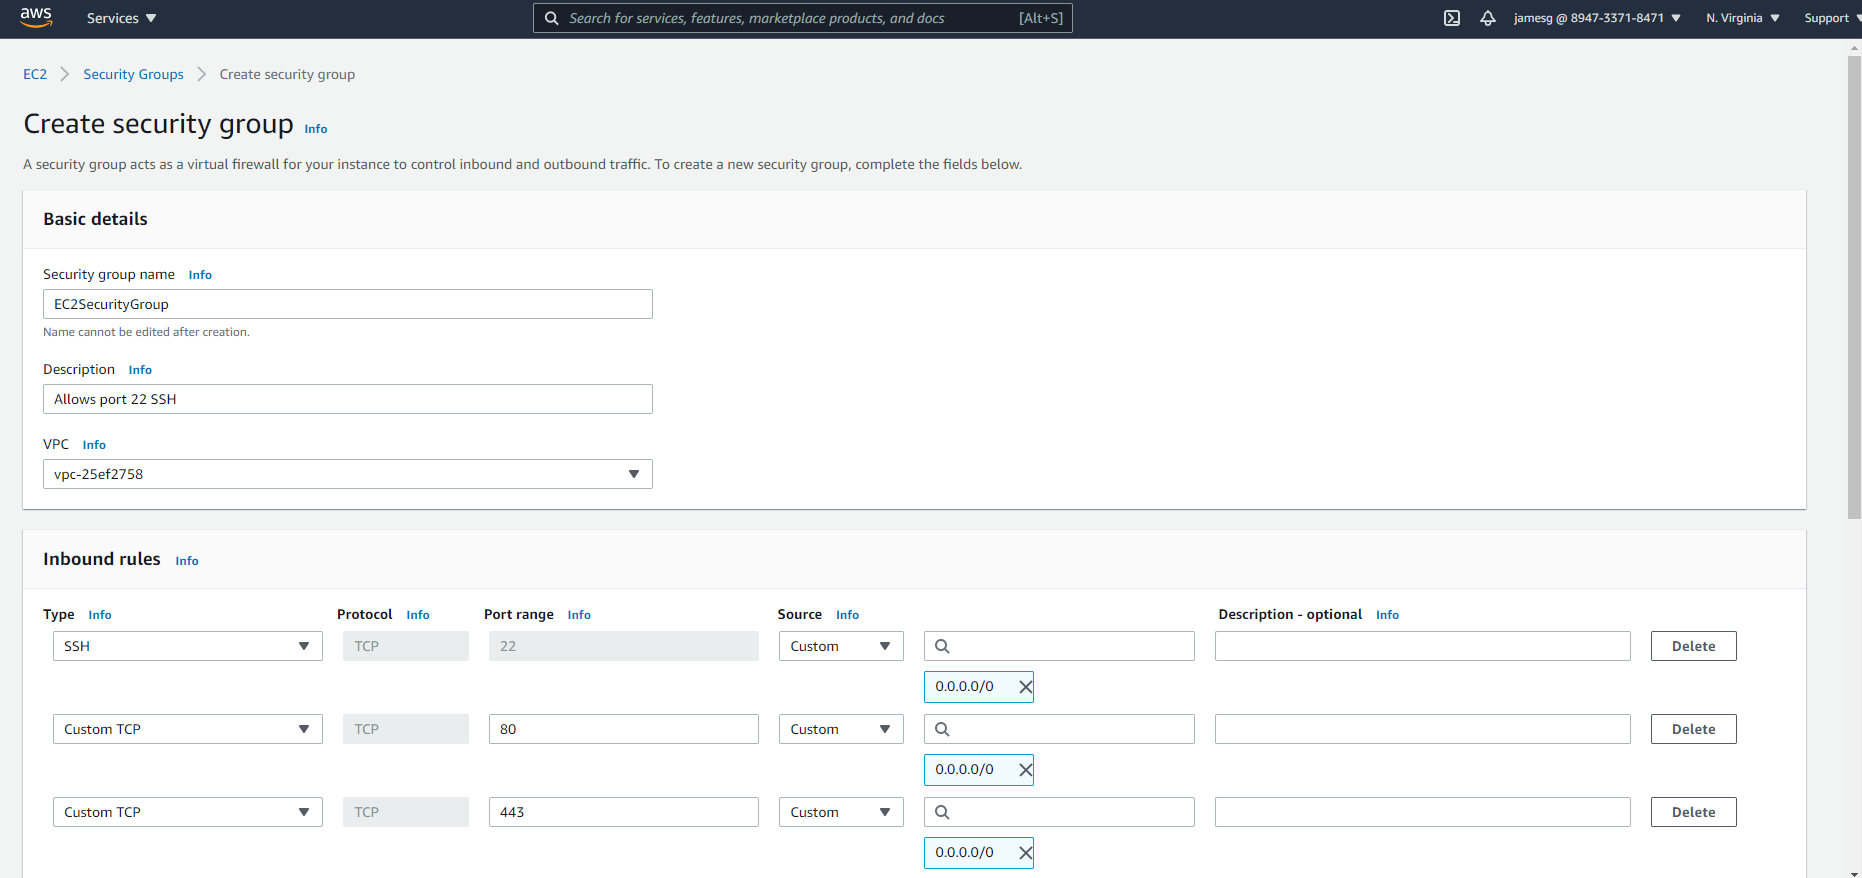 aws Services Search for services, features, marketplace products, and docs [Alt+S] jamesg @ 8947-3371-8471 N. Virginia Support
EC2 Security Groups Create security group
Create security group Info
A security group acts as a virtual firewall for your instance to control inbound and outbound traffic. To create a new security group, complete the fields below.
Basic details
Security group name Info
EC2SecurityGroup
Name cannot be edited after creation.
Description Info
Allows port 22 SSH
VPC Info
vpc-25ef2758
Inbound rules Info
Type Info Protocol Info Port range Info Source Info Description - optional Info
SSH TCP 22 Custom Delete
0.0.0.0/0
Custom TCP TCP 80 Custom Delete
0.0.0.0/0
Custom TCP TCP 443 Custom Delete
0.0.0.0/0